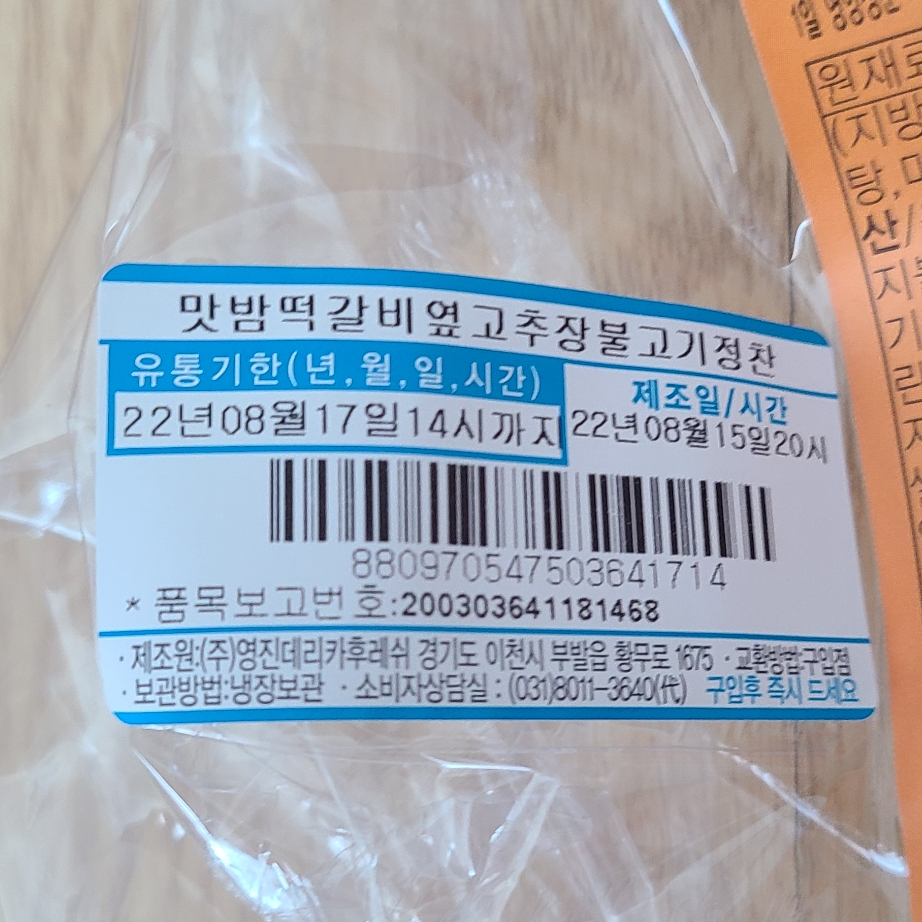 맛밤떡갈비옆고추장불고기정찬
유통기한(년,월,일,시간)
22년08월17일14시까지
제조일/시간
22년08월15일20시
880970547503641714
* 품목보고번호:200303641181468
·제조원:(주)영진데리카후레쉬 경기도 이천시 부발읍 황무로 1675 ·교환방법:구입점
·보관방법:냉장보관 ·소비자상담실:(031)8011-3640(代) 구입후 즉시 드세요
원재료
(지방
탕,
산/